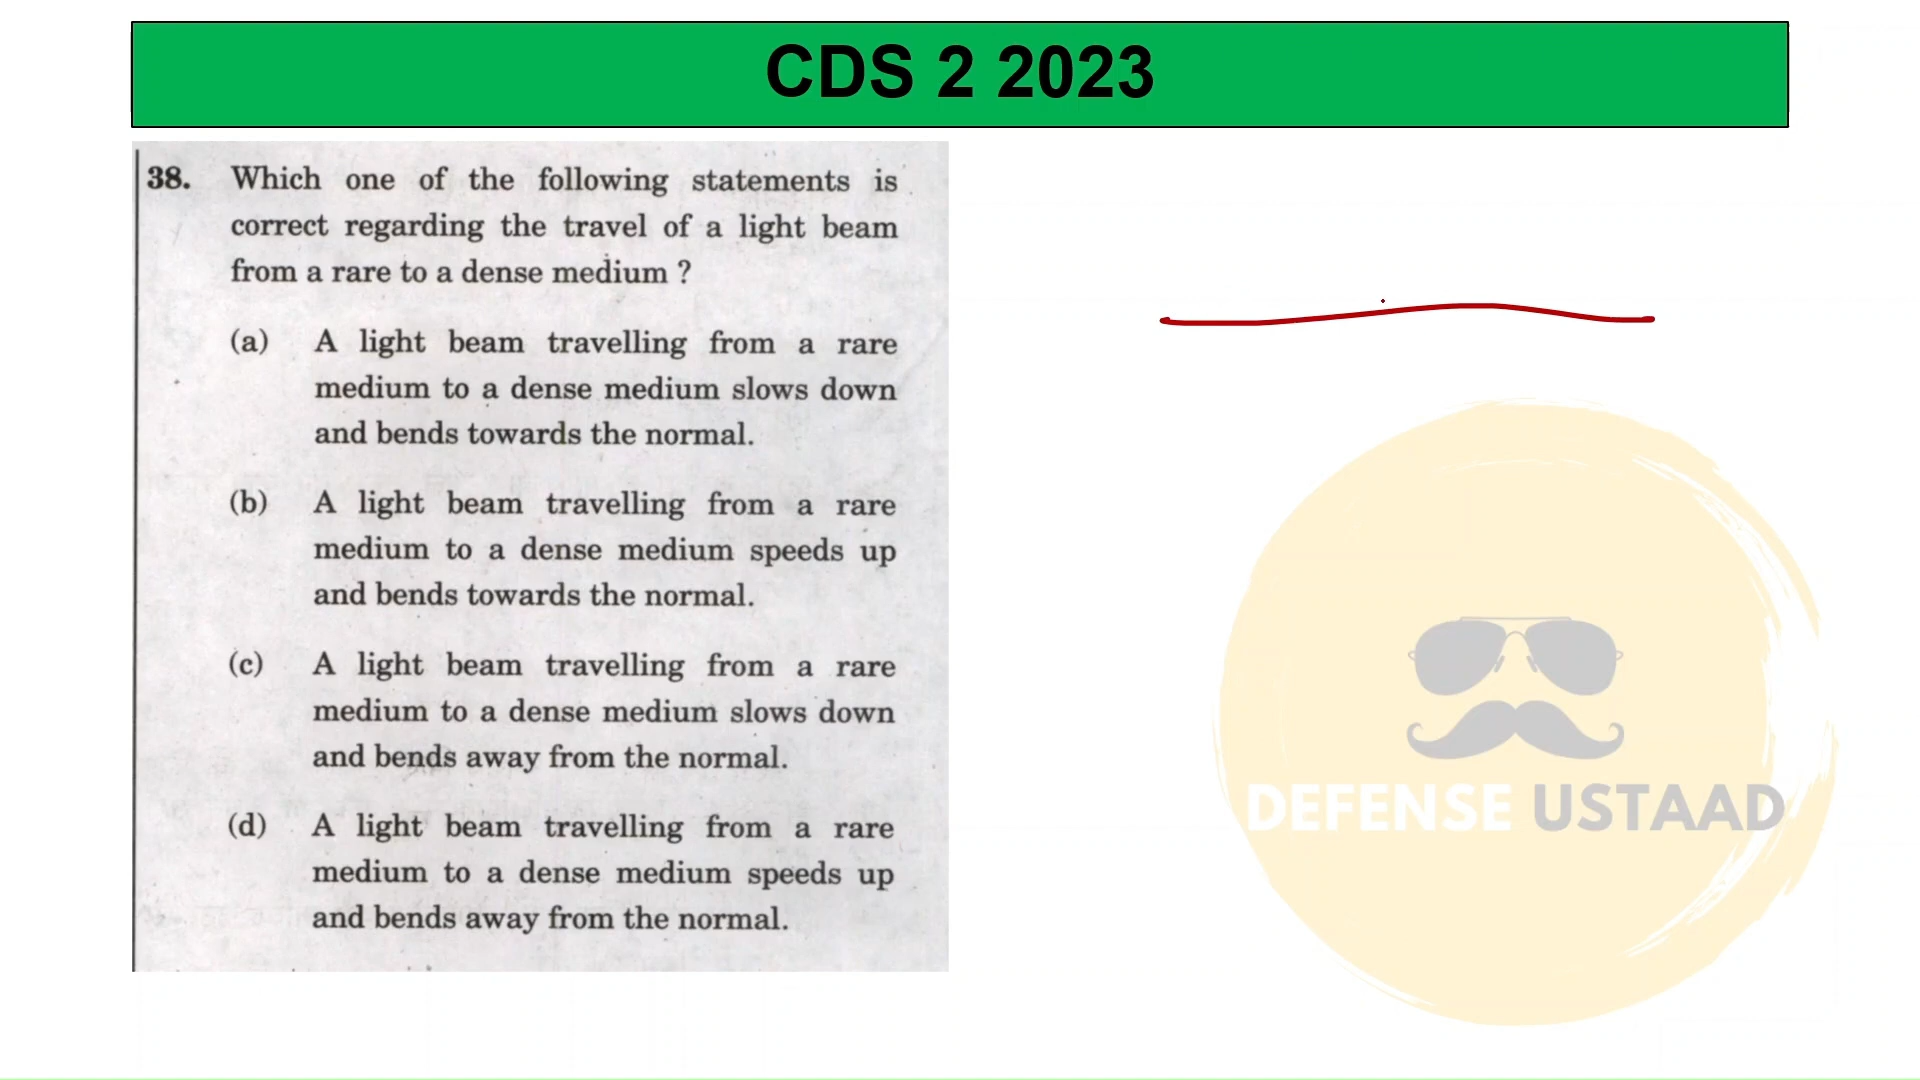 CDS 2 2023
38. Which one of the following statements is
correct regarding the travel of a light beam
from a rare to a dense medium ?
(a) A light beam travelling from a rare
medium to a dense medium slows down
and bends towards the normal.
(b) A light beam travelling from a rare
medium to a dense medium speeds up
and bends towards the normal.
(c) A light beam travelling from a rare
medium to a dense medium slows down
and bends away from the normal.
(d) A light beam travelling from a rare
medium to a dense medium speeds up
and bends away from the normal.
DEFENSE USTAAD